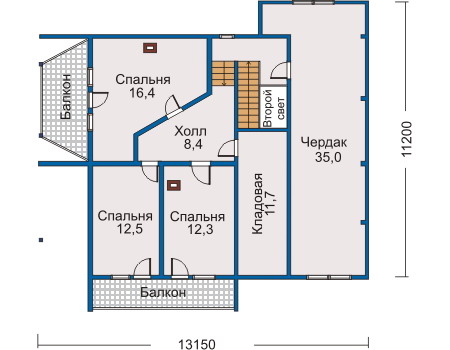 Балкон
Спальня
16,4
Холл
8,4
Второй
свет
Чердак
35,0
11200
Кладовая
11,7
Спальня
12,5
Спальня
12,3
Балкон
13150